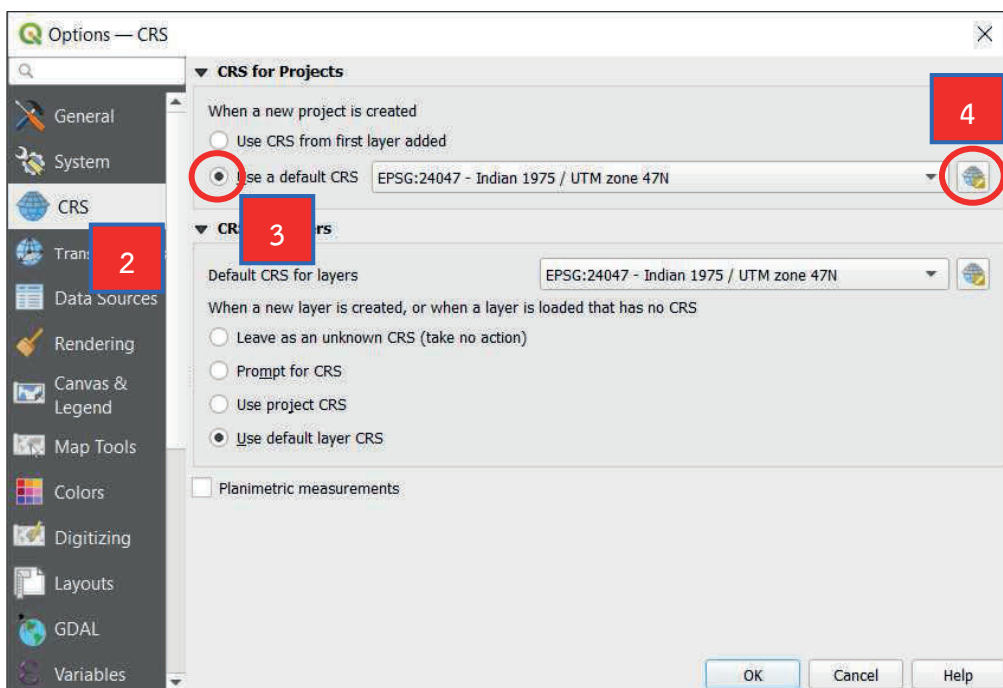 Options — CRS
CRS for Projects
When a new project is created
Use CRS from first layer added
4
Use a default CRS
EPSG:24047 - Indian 1975 / UTM zone 47N
3
Default CRS for layers
EPSG:24047 - Indian 1975 / UTM zone 47N
When a new layer is created, or when a layer is loaded that has no CRS
Leave as an unknown CRS (take no action)
Prompt for CRS
Use project CRS
Use default layer CRS
Planimetric measurements
General
System
CRS
2
Data Sources
Rendering
Canvas &
Legend
Map Tools
Colors
Digitizing
Layouts
GDAL
Variables
OK
Cancel
Help